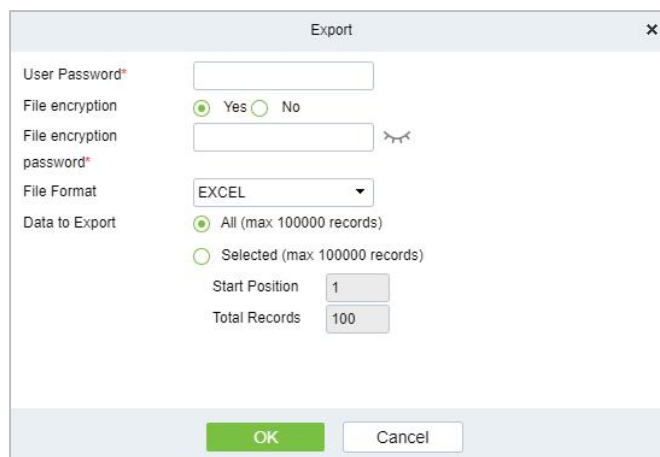 Export
User Password*
File encryption Yes No
File encryption
password*
File Format EXCEL
Data to Export All (max 100000 records)
Selected (max 100000 records)
Start Position 1
Total Records 100
OK Cancel